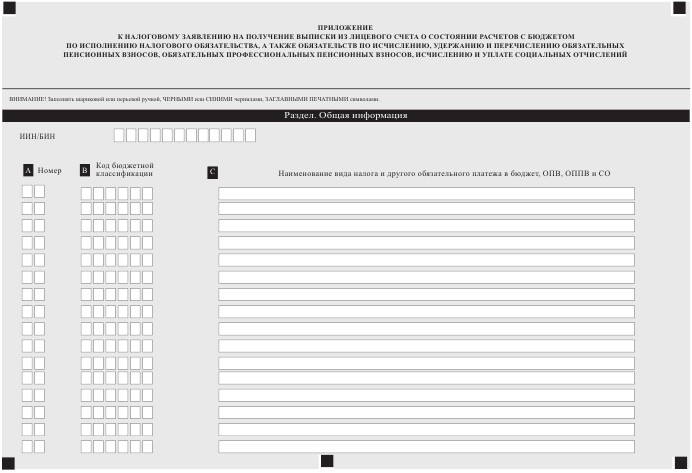 ПРИЛОЖЕНИЕ
К НАЛОГОВОМУ ЗАЯВЛЕНИЮ НА ПОЛУЧЕНИЕ ВЫПИСКИ ИЗ ЛИЦЕВОГО СЧЕТА О СОСТОЯНИИ РАСЧЕТОВ С БЮДЖЕТОМ
ПО ИСПОЛНЕНИЮ НАЛОГОВОГО ОБЯЗАТЕЛЬСТВА, А ТАКЖЕ ОБЯЗАТЕЛЬСТВ ПО ИСЧИСЛЕНИЮ, УДЕРЖАНИЮ И ПЕРЕЧИСЛЕНИЮ ОБЯЗАТЕЛЬНЫХ
ПЕНСИОННЫХ ВЗНОСОВ, ОБЯЗАТЕЛЬНЫХ ПРОФЕССИОНАЛЬНЫХ ПЕНСИОННЫХ ВЗНОСОВ, ИСЧИСЛЕНИЮ И УПЛАТЕ СОЦИАЛЬНЫХ ОТЧИСЛЕНИЙ
ВНИМАНИЕ! Заполнять шариковой или перьевой ручкой, ЧЕРНЫМИ или СИНИМИ чернилами, ЗАГЛАВНЫМИ ПЕЧАТНЫМИ символами.
Раздел. Общая информация
ИИН/БИН
A Номер
B Код бюджетной
классификации
C Наименование вида налога и другого обязательного платежа в бюджет, ОПВ, ОППВ и СО